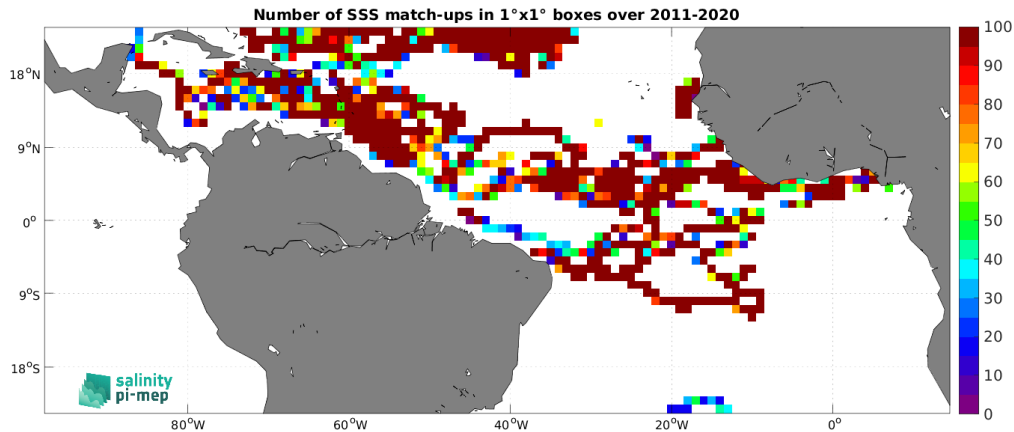 Number of SSS match-ups in 1°x1° boxes over 2011-2020
100
90
80
70
60
50
40
30
20
10
0
18°N
9°N
0°
9°S
18°S
salinity
pi-mep
80°W
60°W
40°W
20°W
0°